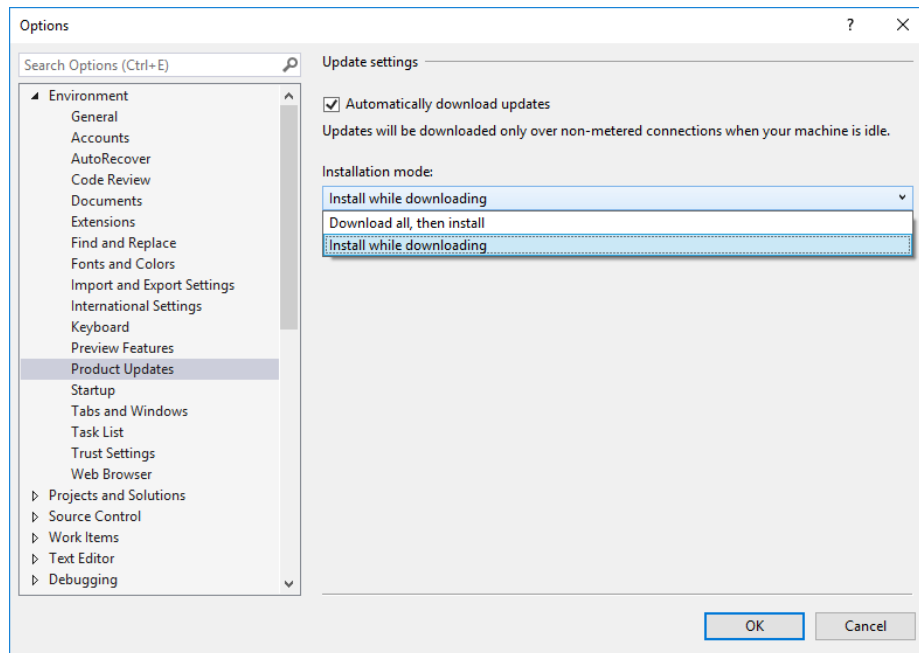 Options
?
Search Options (Ctrl+E)
Environment
General
Accounts
AutoRecover
Code Review
Documents
Extensions
Find and Replace
Fonts and Colors
Import and Export Settings
International Settings
Keyboard
Preview Features
Product Updates
Startup
Tabs and Windows
Task List
Trust Settings
Web Browser
Projects and Solutions
Source Control
Work Items
Text Editor
Debugging
Update settings
Automatically download updates
Updates will be downloaded only over non-metered connections when your machine is idle.
Installation mode:
Install while downloading
Download all, then install
Install while downloading
OK
Cancel